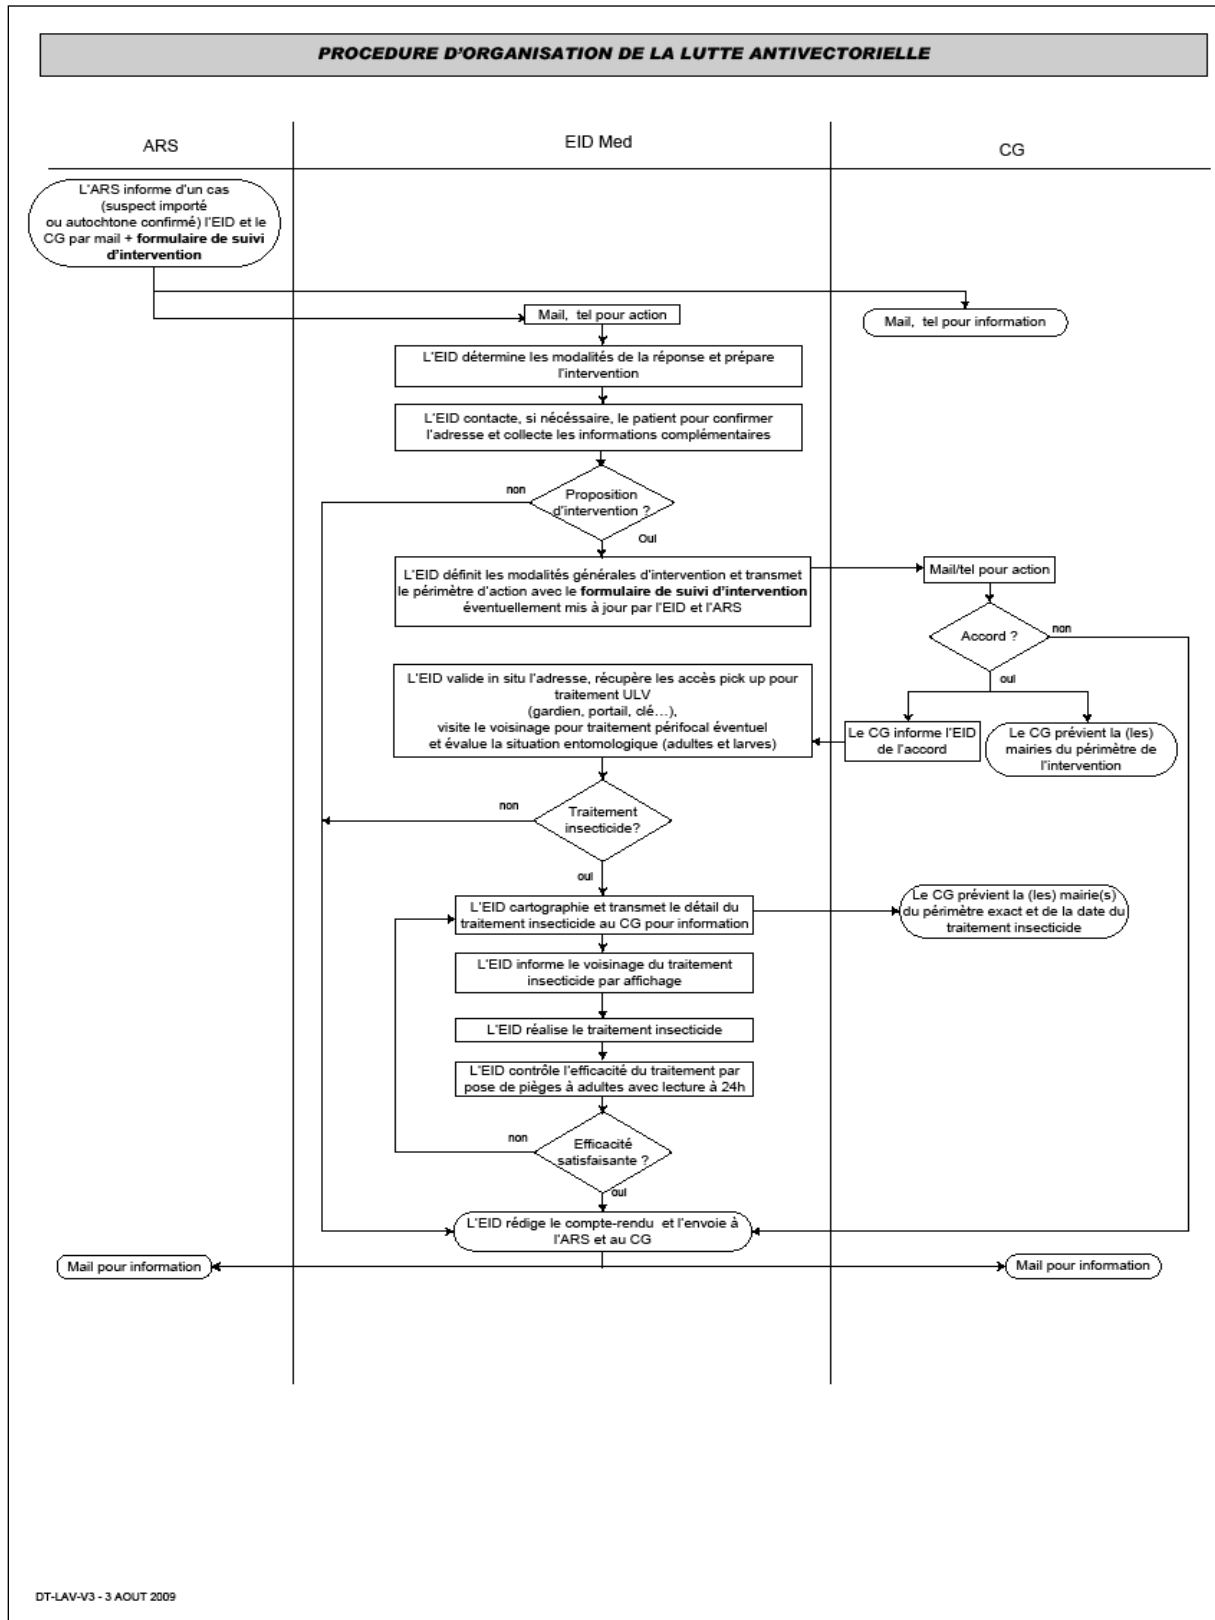 PROCEDURE D'ORGANISATION DE LA LUTTE ANTIVECTORIELLE
ARS
EID Med
CG
L'ARS informe d'un cas
(suspect importé
ou autochtone confirmé) l'EID et le
CG par mail + formulaire de suivi
d'intervention
Mail, tel pour action
Mail, tel pour information
L'EID détermine les modalités de la réponse et prépare
l'intervention
L'EID contacte, si nécéssaire, le patient pour confirmer
l'adresse et collecte les informations complémentaires
non
Proposition
d'intervention ?
Oui
L'EID définit les modalités générales d'intervention et transmet
le périmètre d'action avec le formulaire de suivi d'intervention
éventuellement mis à jour par l'EID et l'ARS
Mail/tel pour action
Accord ?
non
oui
L'EID valide in situ l'adresse, récupère les accès pick up pour
traitement ULV
(gardien, portail, clé…),
visite le voisinage pour traitement périfocal éventuel
et évalue la situation entomologique (adultes et larves)
Le CG informe l'EID
de l'accord
Le CG prévient la (les)
mairies du périmètre de
l'intervention
non
Traitement
insecticide?
oui
L'EID cartographie et transmet le détail du
traitement insecticide au CG pour information
Le CG prévient la (les) mairie(s)
du périmètre exact et de la date du
traitement insecticide
L'EID informe le voisinage du traitement
insecticide par affichage
L'EID réalise le traitement insecticide
L'EID contrôle l'efficacité du traitement par
pose de pièges à adultes avec lecture à 24h
non
Efficacité
satisfaisante ?
oui
L'EID rédige le compte-rendu et l'envoie à
l'ARS et au CG
Mail pour information
Mail pour information
DT-LAV-V3 - 3 AOUT 2009